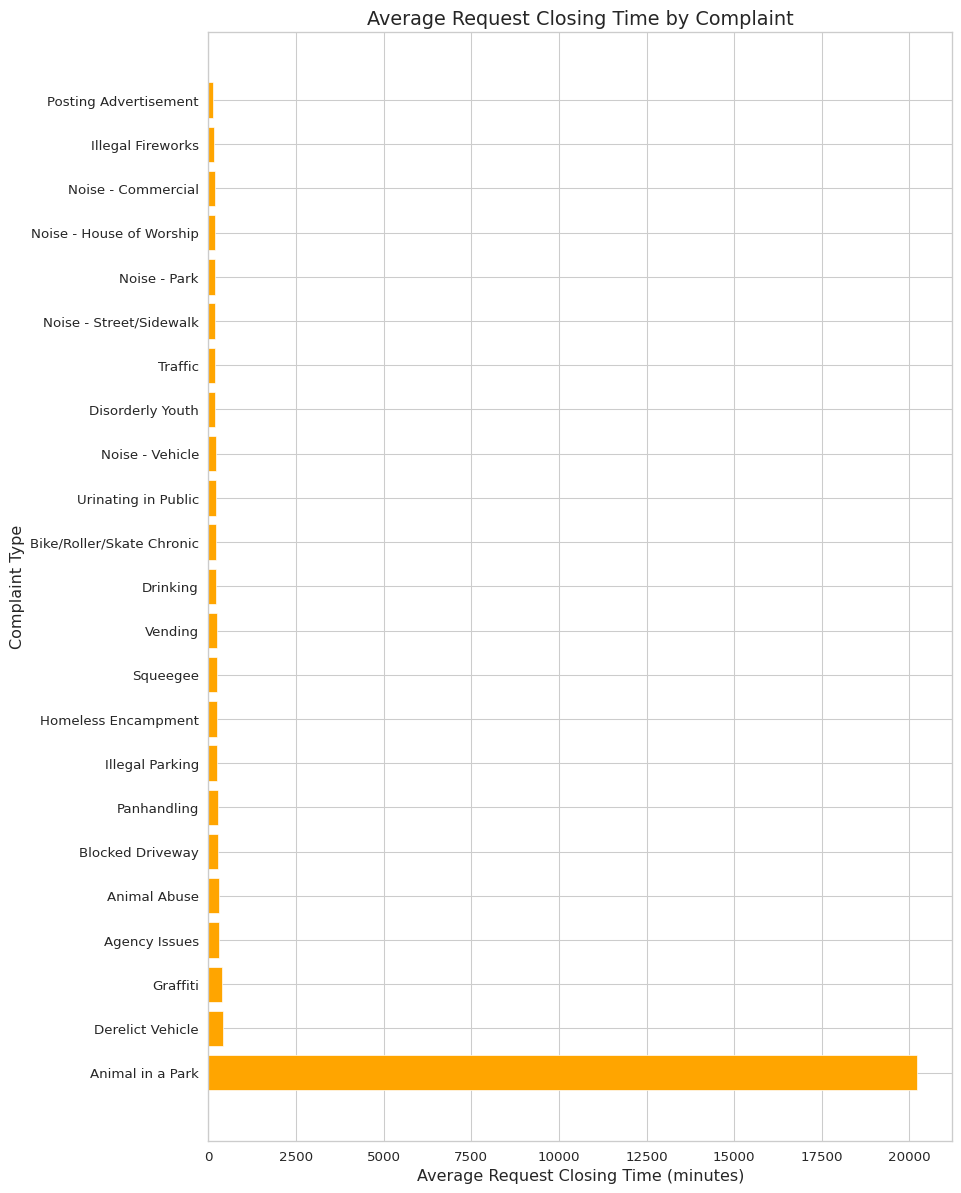 Average Request Closing Time by Complaint
Complaint Type
Posting Advertisement
Illegal Fireworks
Noise - Commercial
Noise - House of Worship
Noise - Park
Noise - Street/Sidewalk
Traffic
Disorderly Youth
Noise - Vehicle
Urinating in Public
Bike/Roller/Skate Chronic
Drinking
Vending
Squeegee
Homeless Encampment
Illegal Parking
Panhandling
Blocked Driveway
Animal Abuse
Agency Issues
Graffiti
Derelict Vehicle
Animal in a Park
0 2500 5000 7500 10000 12500 15000 17500 20000
Average Request Closing Time (minutes)